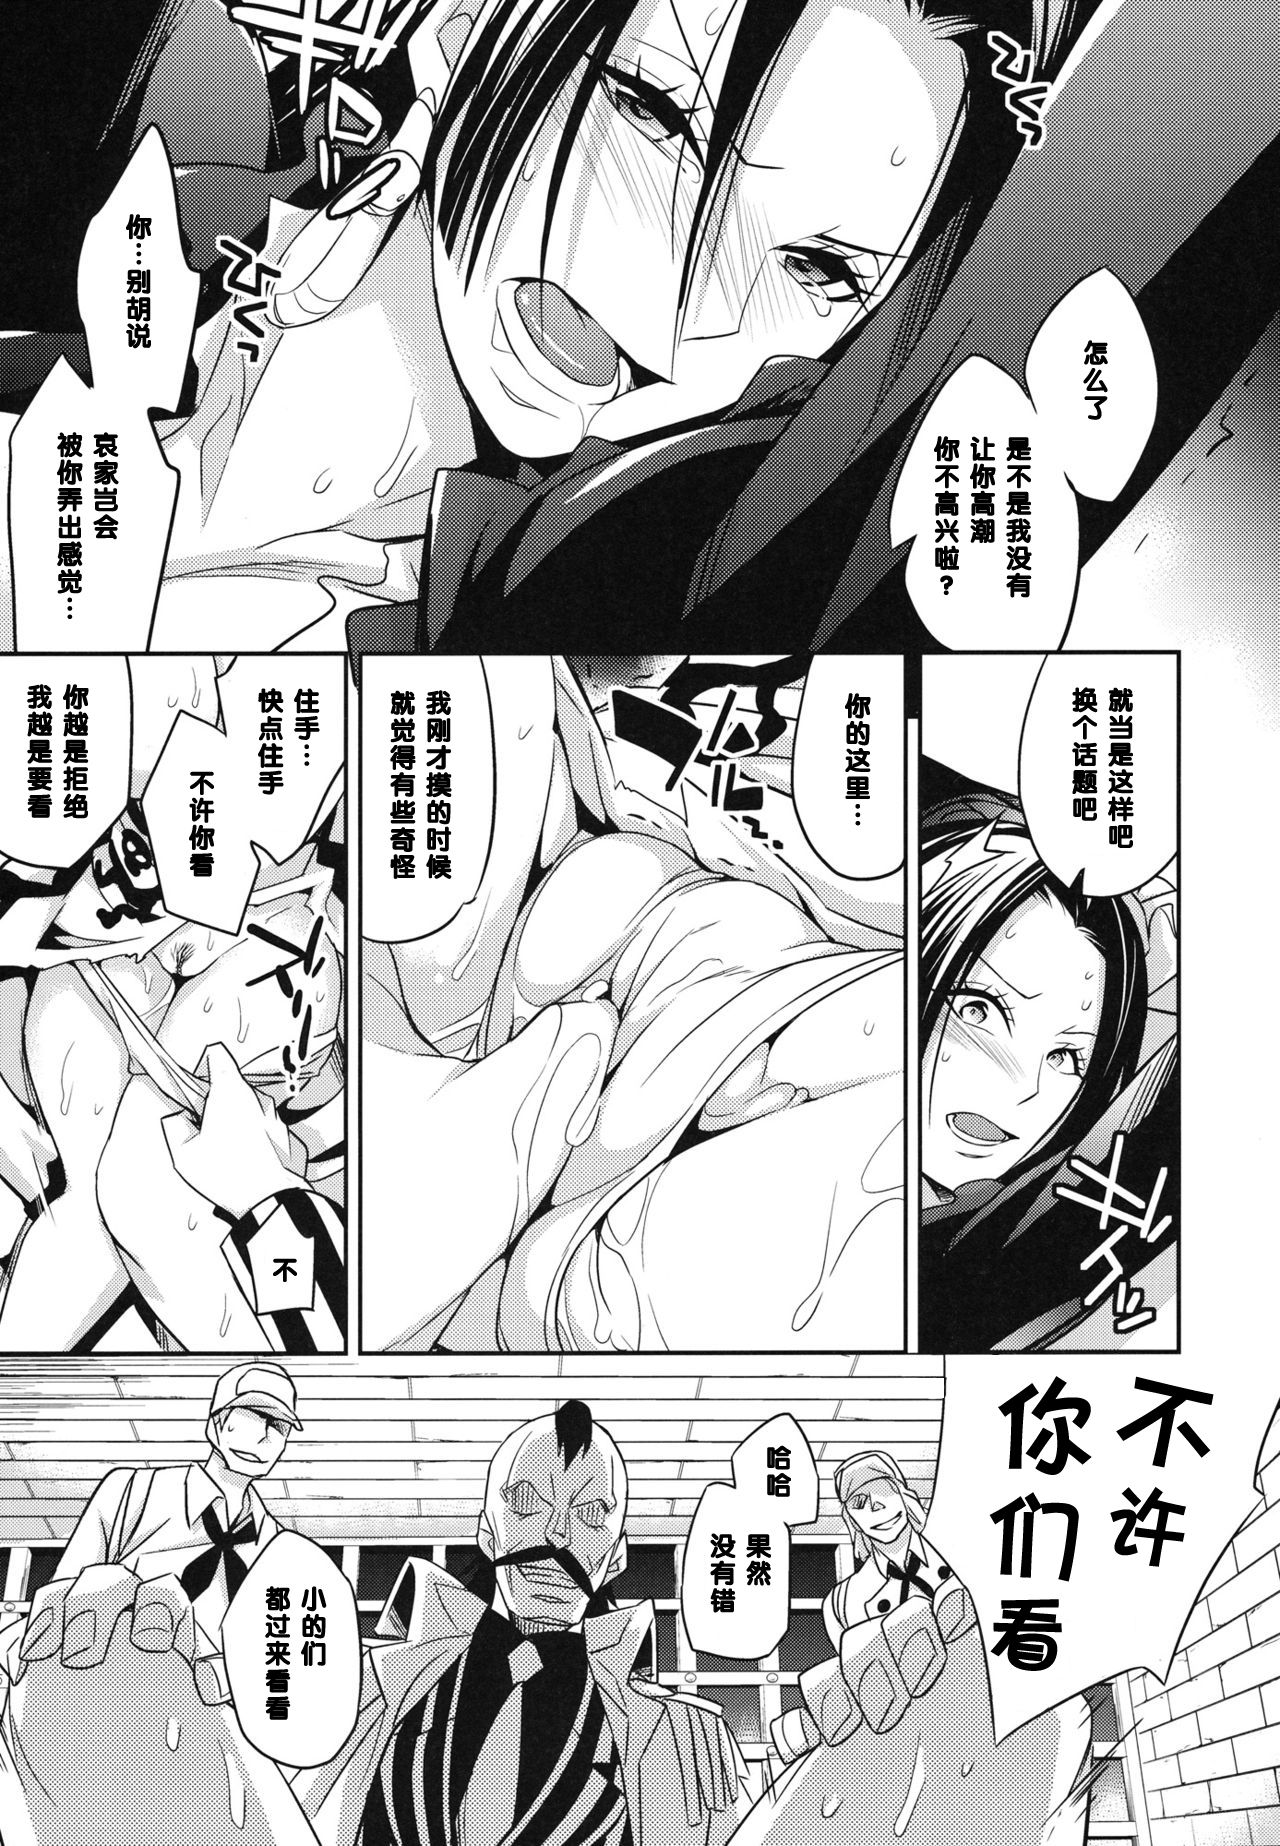 怎么了
是不是我没有
让你高潮
你不高兴啦？
你…别胡说
哀家岂会
被你弄出感觉…
就当是这样吧
换个话题吧
你的这里…
我刚才摸的时候
就觉得有些奇怪
住手…
快点住手
不许你看
你越是拒绝
我越是要看
不
不许
你们看
哈哈
果然
没有错
小的们
都过来看看